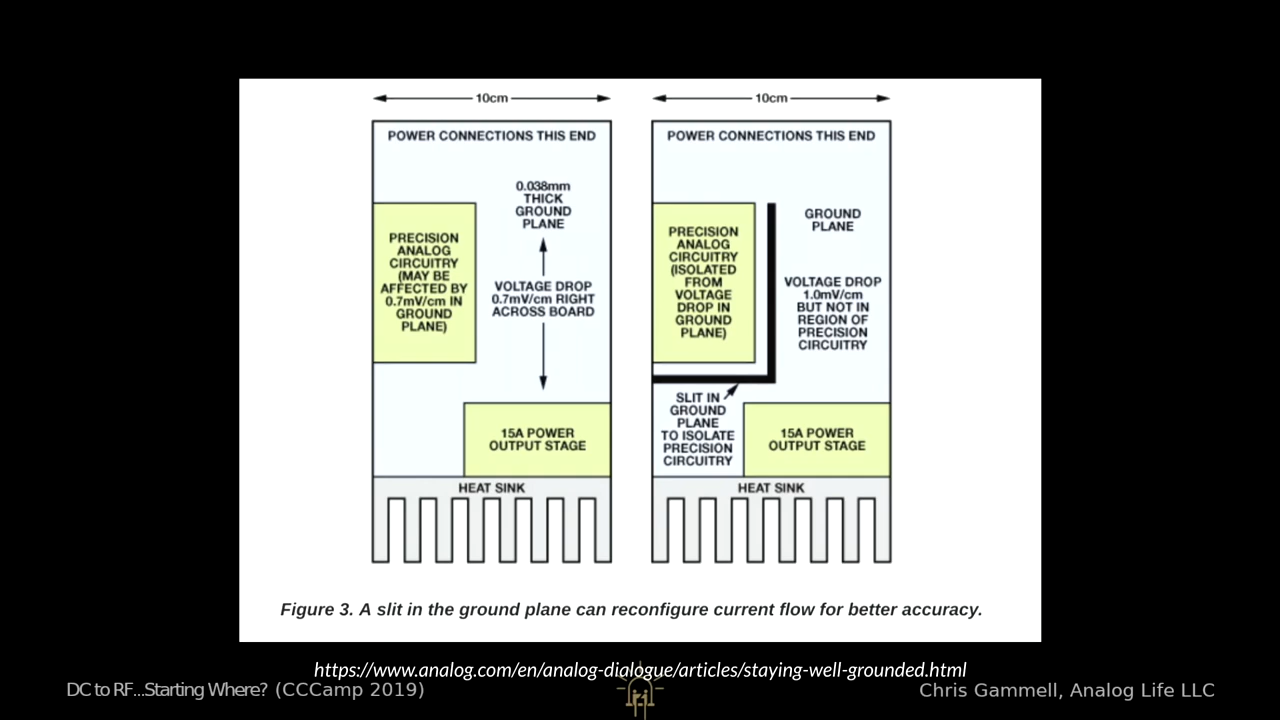 10cm
POWER CONNECTIONS THIS END
0.038mm
THICK
GROUND
PLANE
PRECISION
ANALOG
CIRCUITRY
(MAY BE
AFFECTED BY
0.7mV/cm IN
GROUND
PLANE)
VOLTAGE DROP
0.7mV/cm RIGHT
ACROSS BOARD
15A POWER
OUTPUT STAGE
HEAT SINK
10cm
POWER CONNECTIONS THIS END
PRECISION
ANALOG
CIRCUITRY
(ISOLATED
FROM
VOLTAGE
DROP IN
GROUND
PLANE)
GROUND
PLANE
VOLTAGE DROP
1.0mV/cm
BUT NOT IN
REGION OF
PRECISION
CIRCUITRY
SLIT IN
GROUND
PLANE
TO ISOLATE
PRECISION
CIRCUITRY
15A POWER
OUTPUT STAGE
HEAT SINK
Figure 3. A slit in the ground plane can reconfigure current flow for better accuracy.
https://www.analog.com/en/analog-dialogue/articles/staying-well-grounded.html
DC to RF...Starting Where? (CCCamp 2019)
Chris Gammell, Analog Life LLC